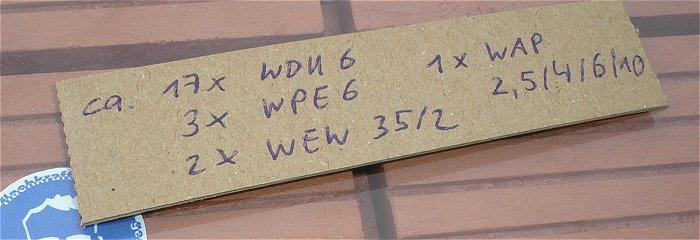 ca. 17x WDU 6
3x WPE 6
2x WEW 35/2
1x WAP
2,5/4/6/10